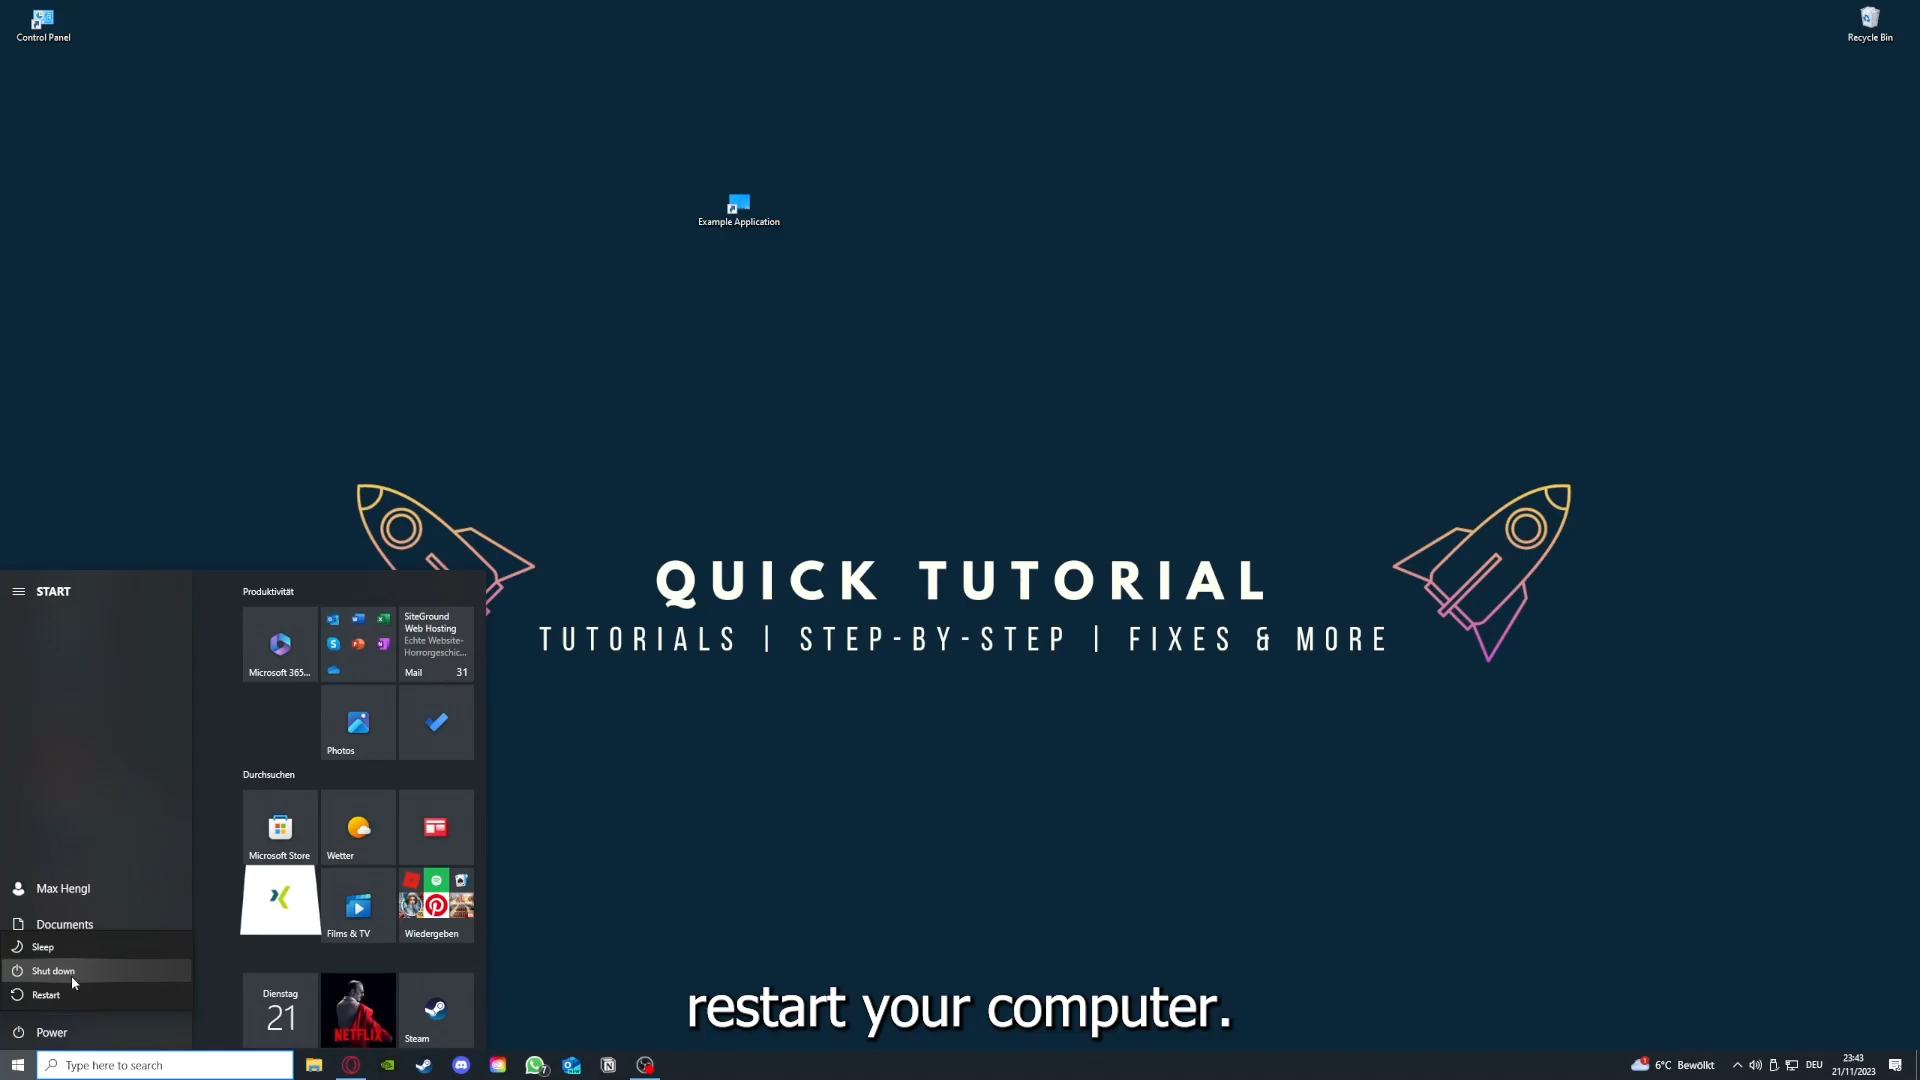 Control Panel
Recycle Bin
Example Application
QUICK TUTORIAL
TUTORIALS | STEP-BY-STEP | FIXES & MORE
START
Produktivität
SiteGround
Web Hosting
Echte Website-
Horrorgeschic...
Microsoft 365...
Mail 31
Photos
Durchsuchen
Microsoft Store
Wetter
Films & TV
Wiedergeben
Max Hengl
Documents
Sleep
Shut down
Restart
Power
Dienstag
21
NETFLIX
Steam
restart your computer.
Type here to search
7
1
6°C Bewölkt
DEU
23:43
21/11/2023